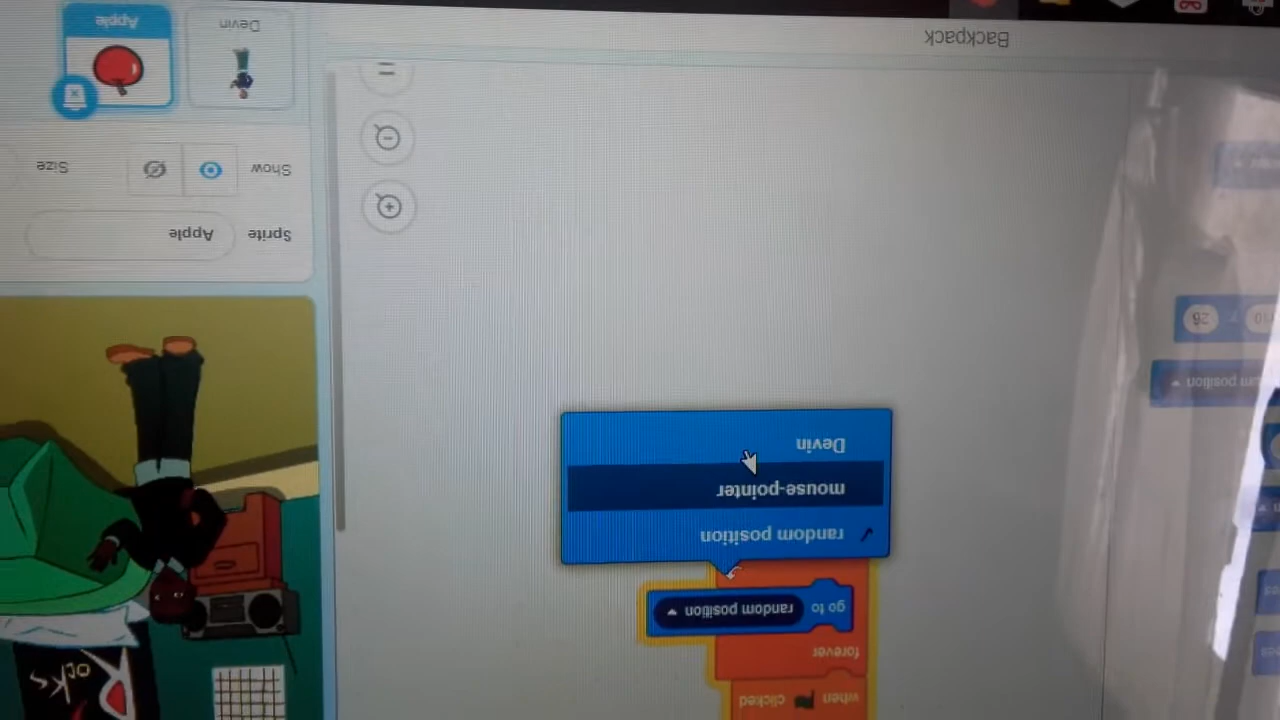 when clicked
forever
go to random position
random position
mouse-pointer
Devin
Sprite Apple
Show Size
Devin
Apple
Backpack